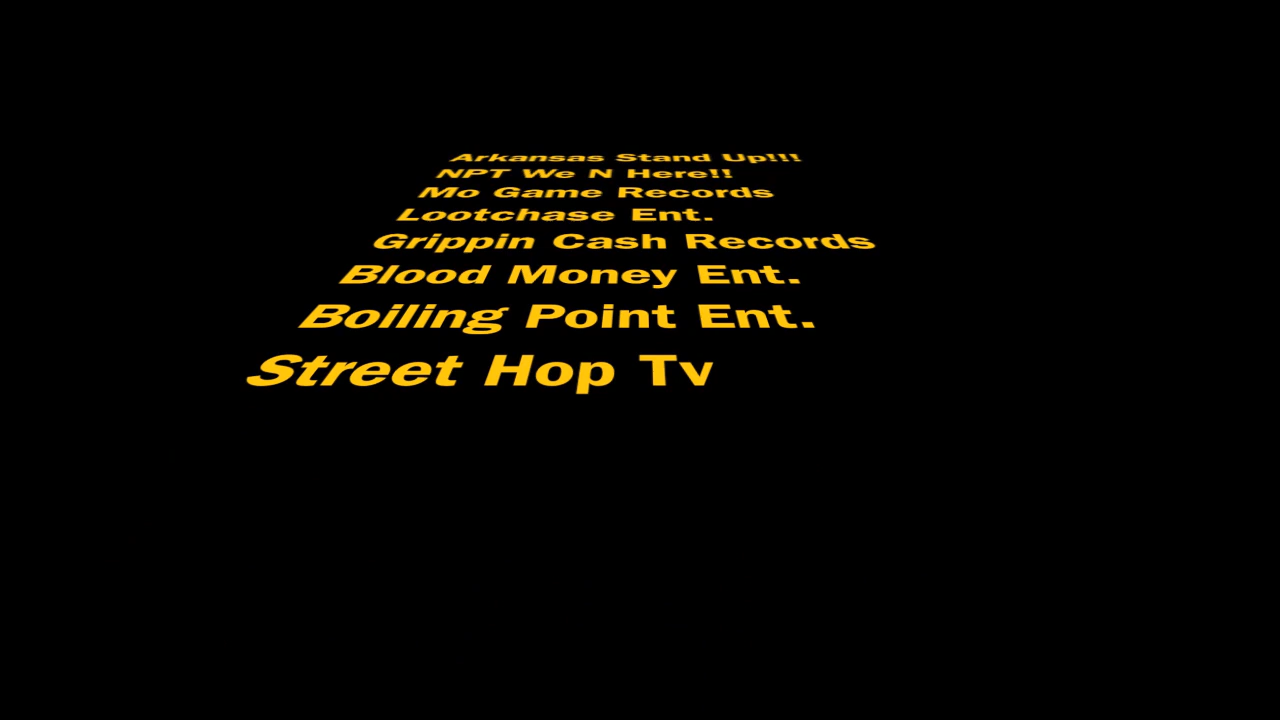 Arkansas Stand Up!!!
NPT We N Here!!
Mo Game Records
Lootchase Ent.
Grippin Cash Records
Blood Money Ent.
Boiling Point Ent.
Street Hop Tv